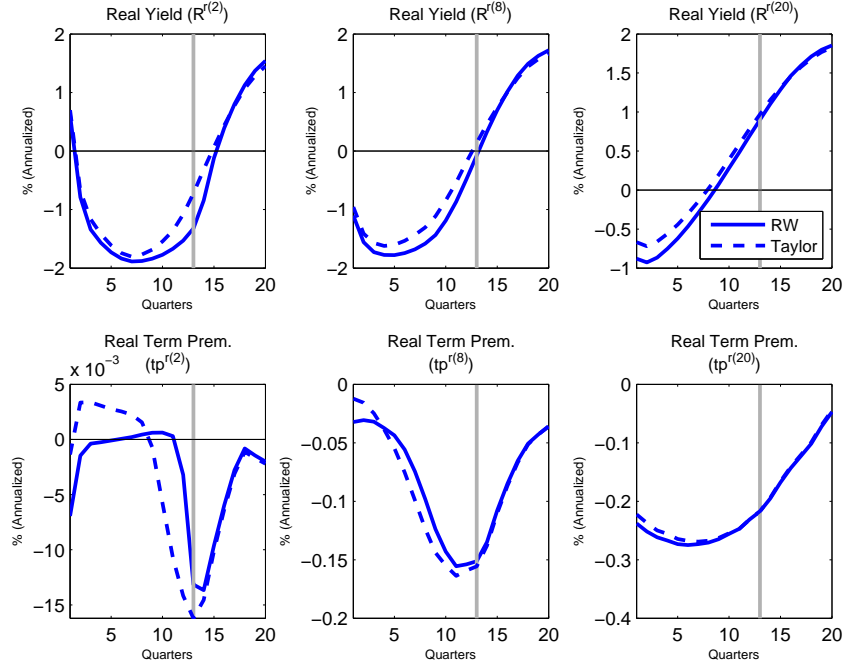 Real Yield (R^r(2))
2
1
0
−1
−2
% (Annualized)
5 10 15 20
Quarters
Real Yield (R^r(8))
2
1
0
−1
−2
% (Annualized)
5 10 15 20
Quarters
Real Yield (R^r(20))
2
1.5
1
0.5
0
−0.5
−1
% (Annualized)
RW
Taylor
5 10 15 20
Quarters
Real Term Prem.
(tp^r(2))
x 10^−3
5
0
−5
−10
−15
% (Annualized)
5 10 15 20
Quarters
Real Term Prem.
(tp^r(8))
0
−0.05
−0.1
−0.15
−0.2
% (Annualized)
5 10 15 20
Quarters
Real Term Prem.
(tp^r(20))
0
−0.1
−0.2
−0.3
−0.4
% (Annualized)
5 10 15 20
Quarters